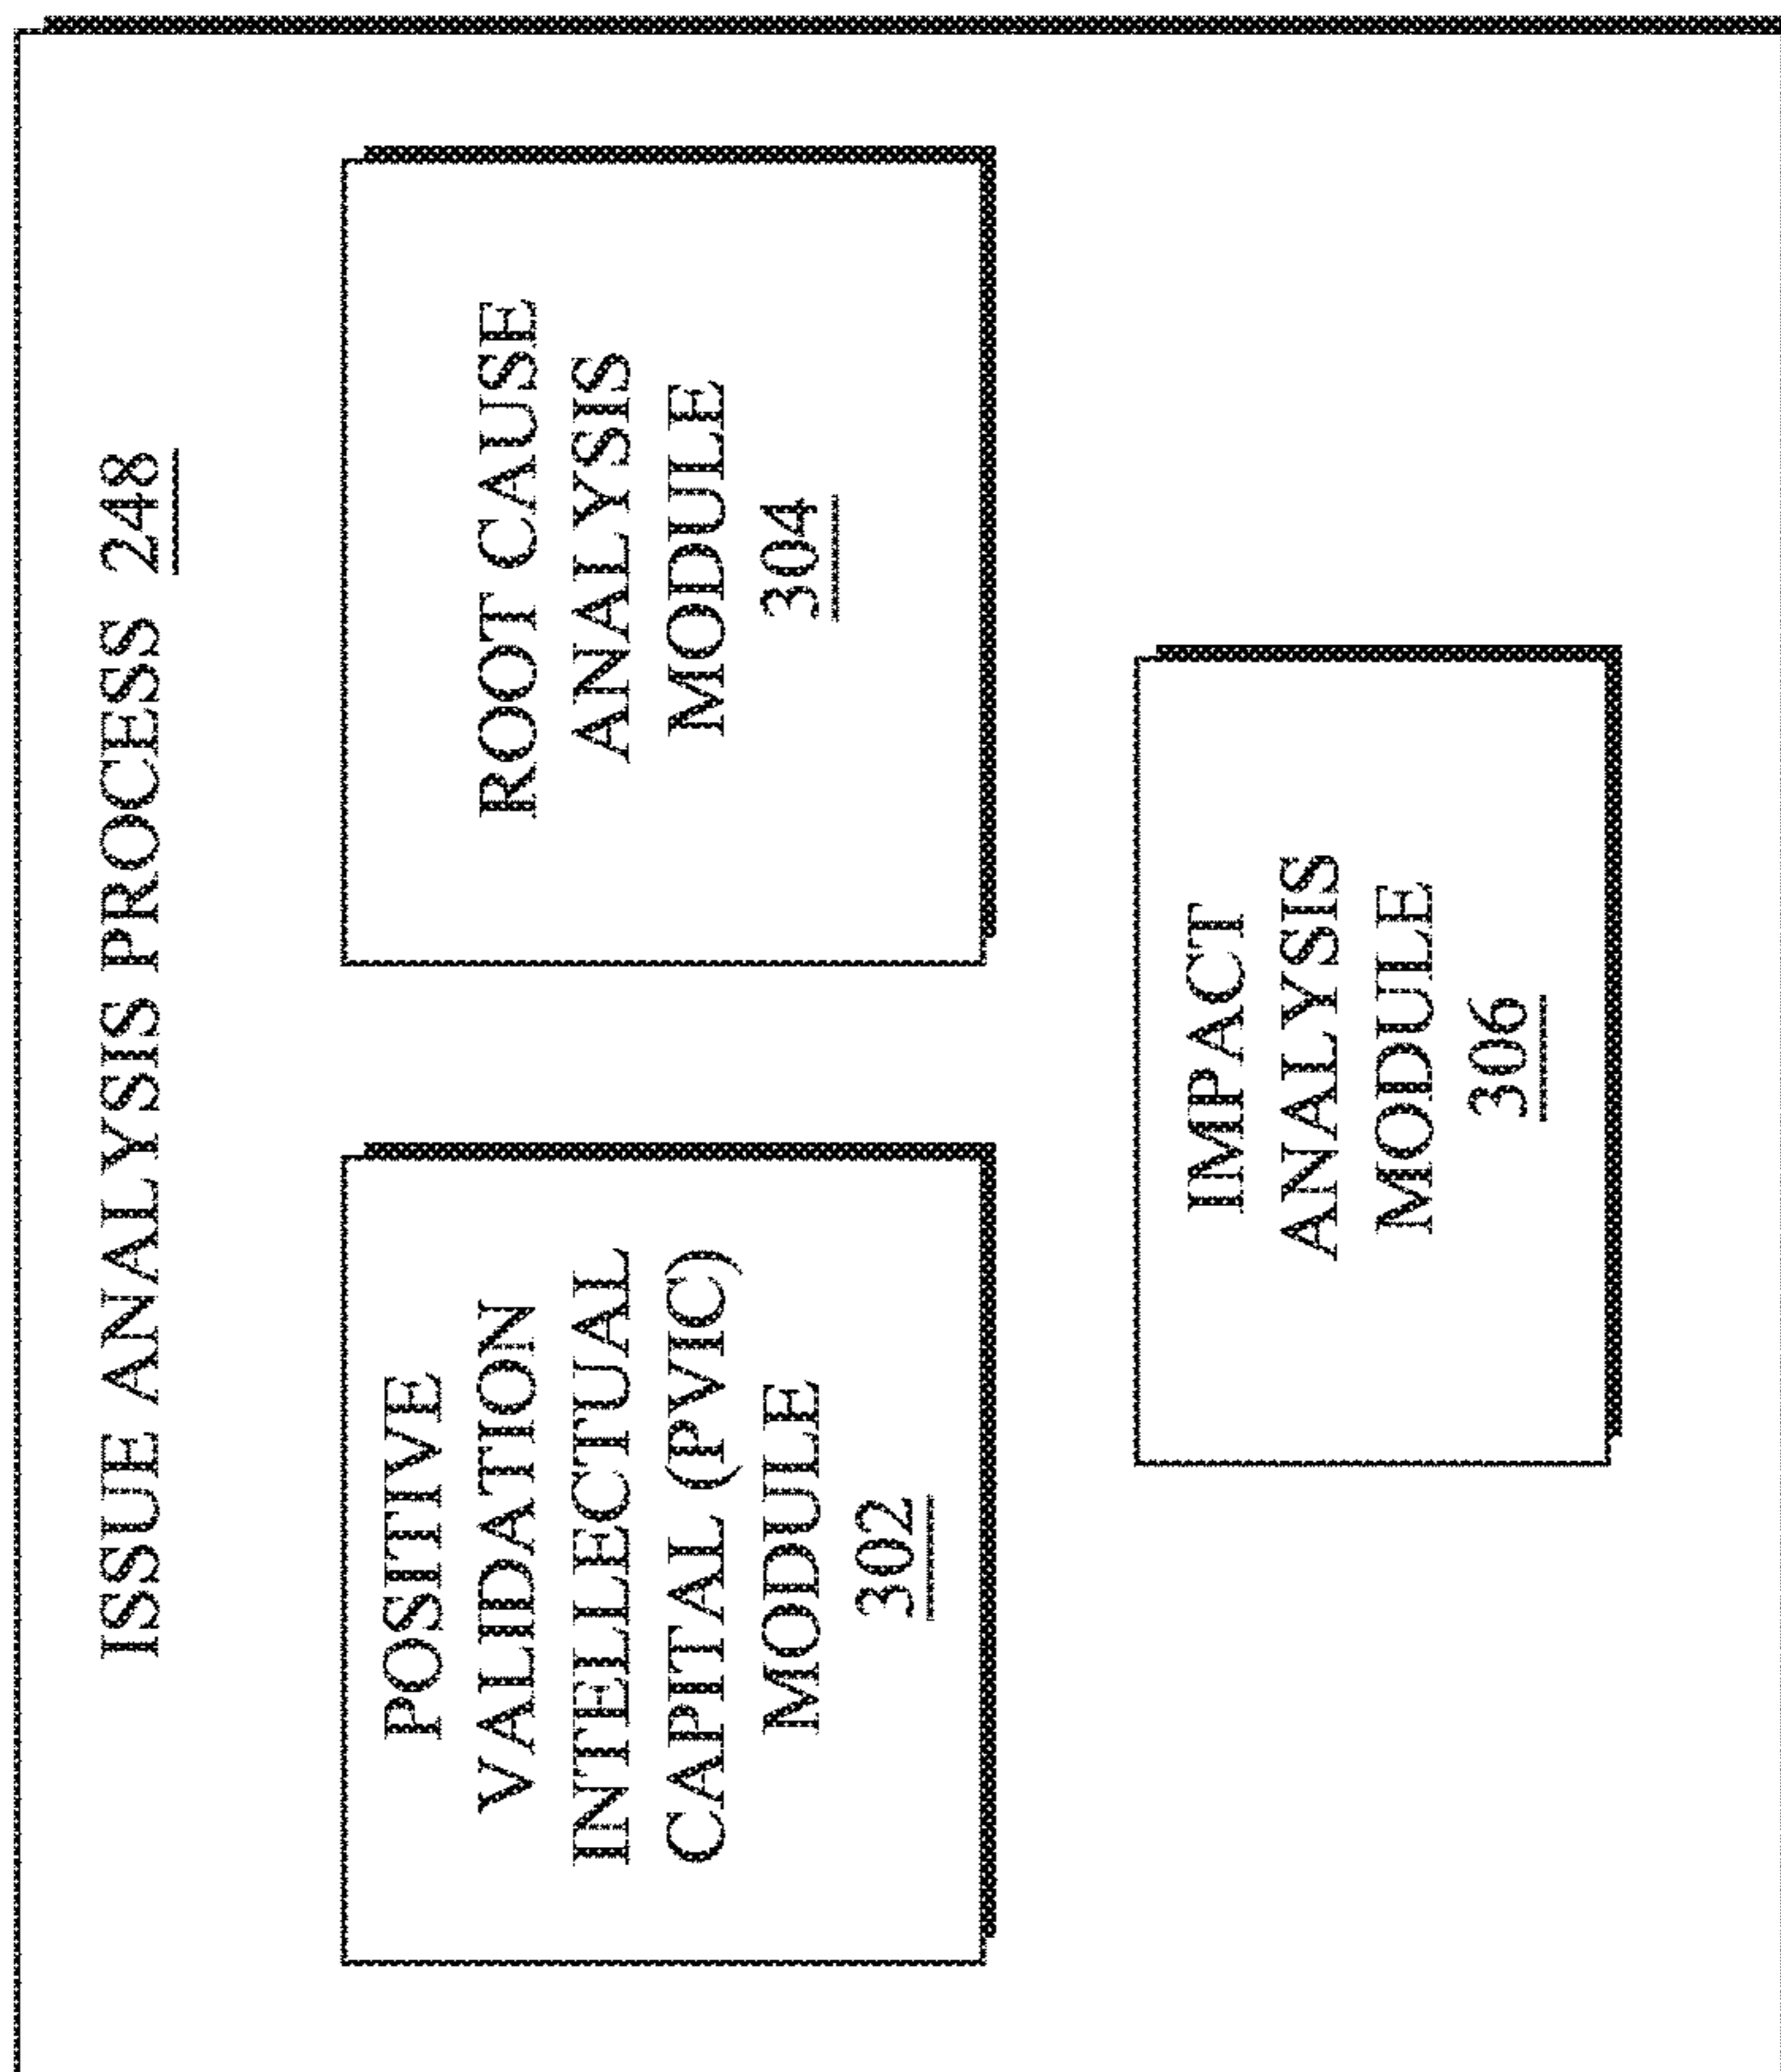 ISSUE ANALYSIS PROCESS 248
POSITIVE
VALIDATION
INTELLECTUAL
CAPITAL (PVIC)
MODULE
302
ROOT CAUSE
ANALYSIS
MODULE
304
IMPACT
ANALYSIS
MODULE
306